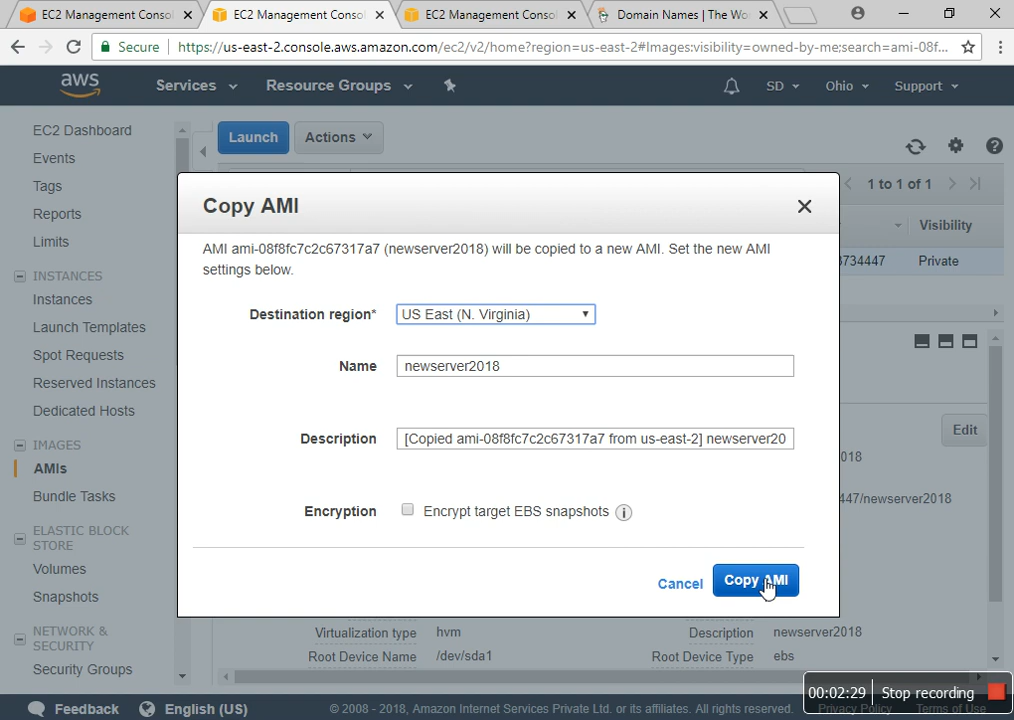 EC2 Management Consol
EC2 Management Consol
EC2 Management Consol
Domain Names | The Wo
Secure
https://us-east-2.console.aws.amazon.com/ec2/v2/home?region=us-east-2#Images:visibility=owned-by-me;search=ami-08f...
aws
Services
Resource Groups
SD
Ohio
Support
EC2 Dashboard
Events
Tags
Reports
Limits
INSTANCES
Instances
Launch Templates
Spot Requests
Reserved Instances
Dedicated Hosts
IMAGES
AMIs
Bundle Tasks
ELASTIC BLOCK
STORE
Volumes
Snapshots
NETWORK &
SECURITY
Security Groups
Launch
Actions
1 to 1 of 1
Visibility
3734447
Private
Copy AMI
AMI ami-08f8fc7c2c67317a7 (newserver2018) will be copied to a new AMI. Set the new AMI
settings below.
Destination region*
US East (N. Virginia)
Name
newserver2018
Description
[Copied ami-08f8fc7c2c67317a7 from us-east-2] newserver20
Encryption
Encrypt target EBS snapshots
Cancel
Copy AMI
Edit
018
447/newserver2018
Virtualization type
hvm
Description
newserver2018
Root Device Name
/dev/sda1
Root Device Type
ebs
00:02:29
Stop recording
Feedback
English (US)
© 2008 - 2018, Amazon Internet Services Private Ltd. or its affiliates. All rights reserved.
Privacy Policy
Terms of Use